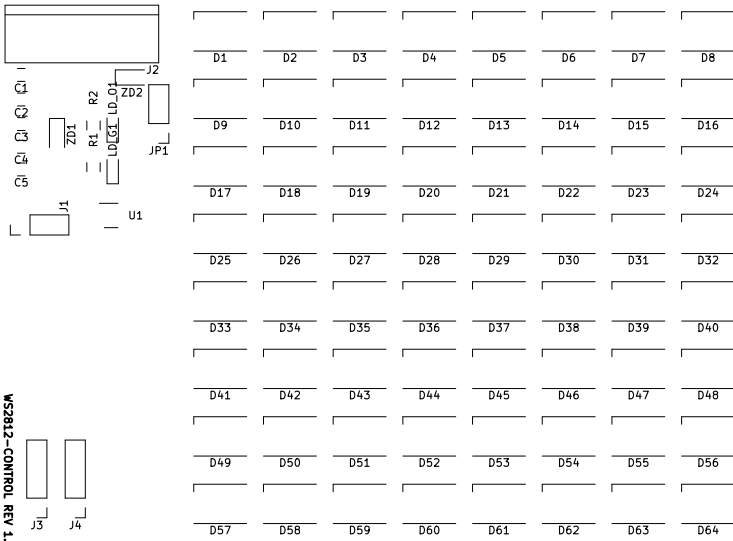 D1 D2 D3 D4 D5 D6 D7 D8
J2
C1
R2
LD_O1
ZD2
C2
D9 D10 D11 D12 D13 D14 D15 D16
C3
ZD1
R1
LD_G1
JP1
C4
C5
D17 D18 D19 D20 D21 D22 D23 D24
J1
U1
D25 D26 D27 D28 D29 D30 D31 D32
D33 D34 D35 D36 D37 D38 D39 D40
D41 D42 D43 D44 D45 D46 D47 D48
WS2812-CONTROL REV 1.
D49 D50 D51 D52 D53 D54 D55 D56
J3 J4
D57 D58 D59 D60 D61 D62 D63 D64